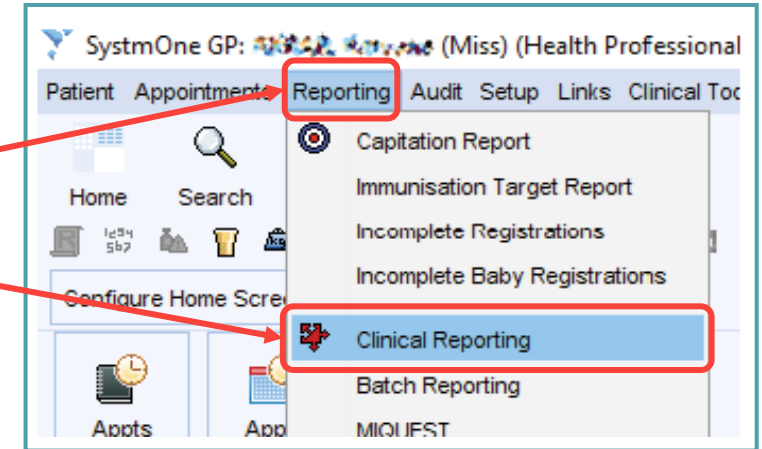 SystmOne GP: (Miss) (Health Professional
Patient Appointments Reporting Audit Setup Links Clinical Too
Capitation Report
Home Search
Immunisation Target Report
Incomplete Registrations
Incomplete Baby Registrations
Configure Home Scree
Clinical Reporting
Batch Reporting
Appts App
MIQUEST